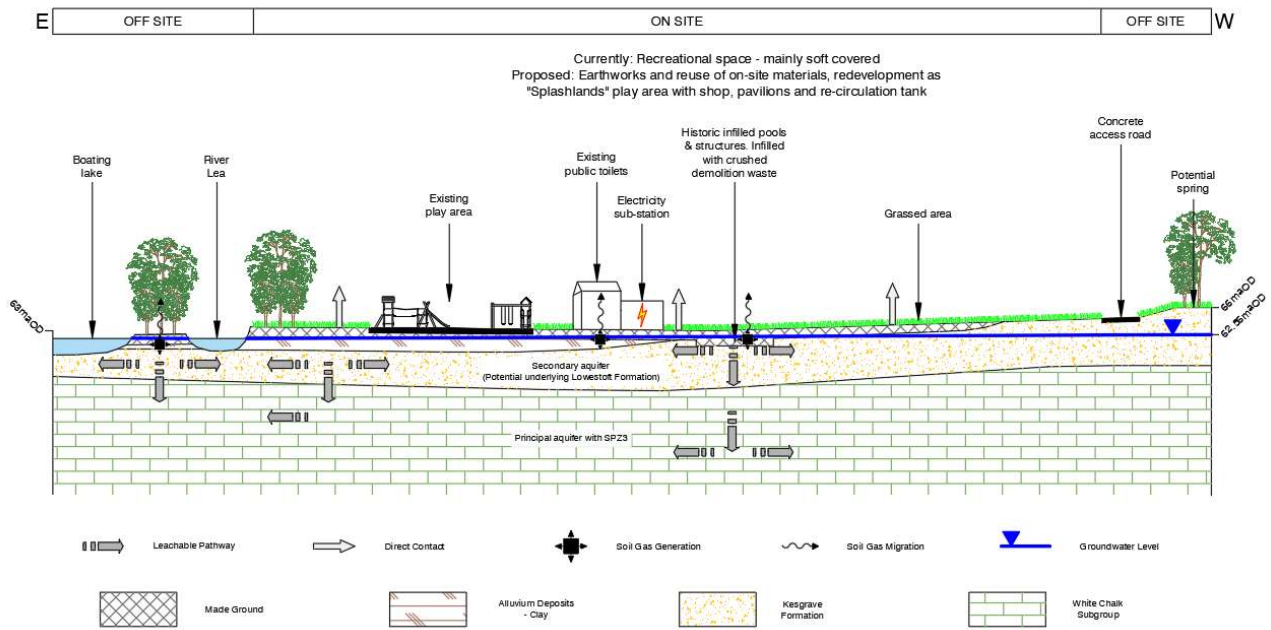 E
OFF SITE
ON SITE
OFF SITE
W
Currently: Recreational space - mainly soft covered
Proposed: Earthworks and reuse of on-site materials, redevelopment as
"Splashlands" play area with shop, pavilions and re-circulation tank
Boating
lake
River
Lea
Existing
play area
Existing
public toilets
Electricity
sub-station
Historic infilled pools
& structures. Infilled
with crushed
demolition waste
Grassed area
Concrete
access road
Potential
spring
63maOD
66maOD
62.55maOD
Secondary aquifer
(Potential underlying Lowestoft Formation)
Principal aquifer with SPZ3
Leachable Pathway
Direct Contact
Soil Gas Generation
Soil Gas Migration
Groundwater Level
Made Ground
Alluvium Deposits
- Clay
Kesgrave
Formation
White Chalk
Subgroup